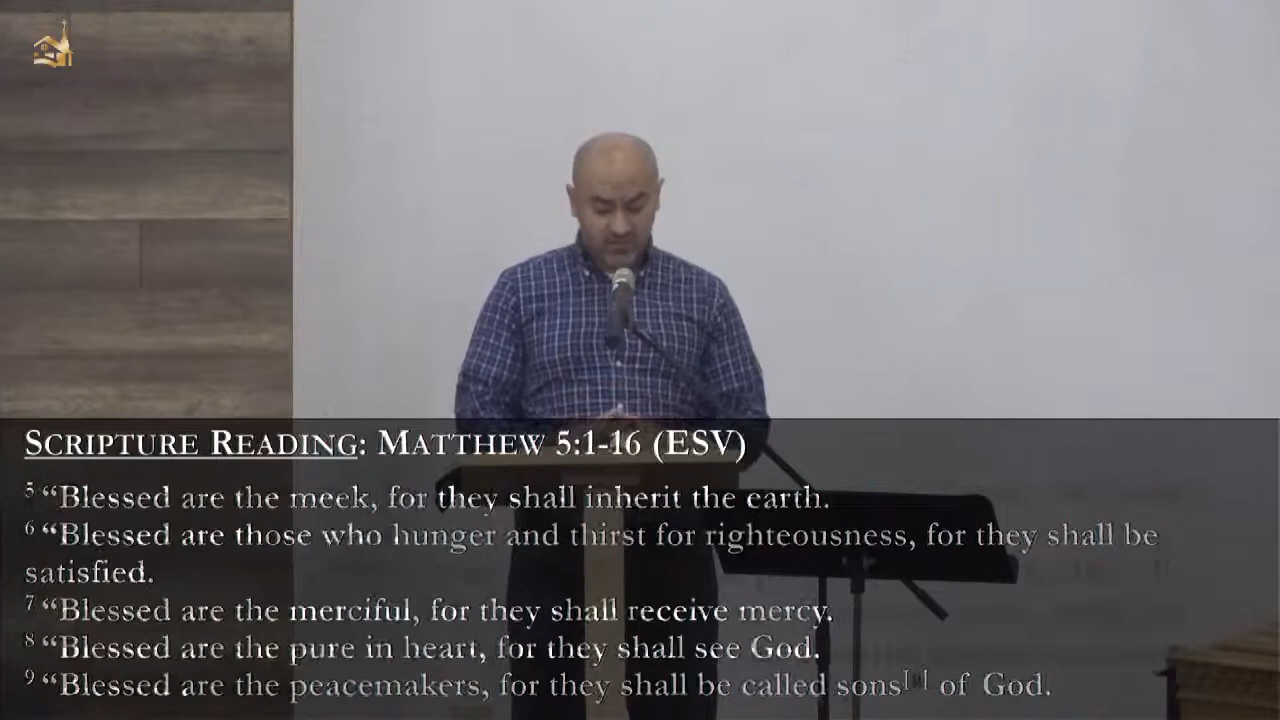 SCRIPTURE READING: MATTHEW 5:1-16 (ESV)
5 “Blessed are the meek, for they shall inherit the earth.
6 “Blessed are those who hunger and thirst for righteousness, for they shall be
satisfied.
7 “Blessed are the merciful, for they shall receive mercy.
8 “Blessed are the pure in heart, for they shall see God.
9 “Blessed are the peacemakers, for they shall be called sons[a] of God.